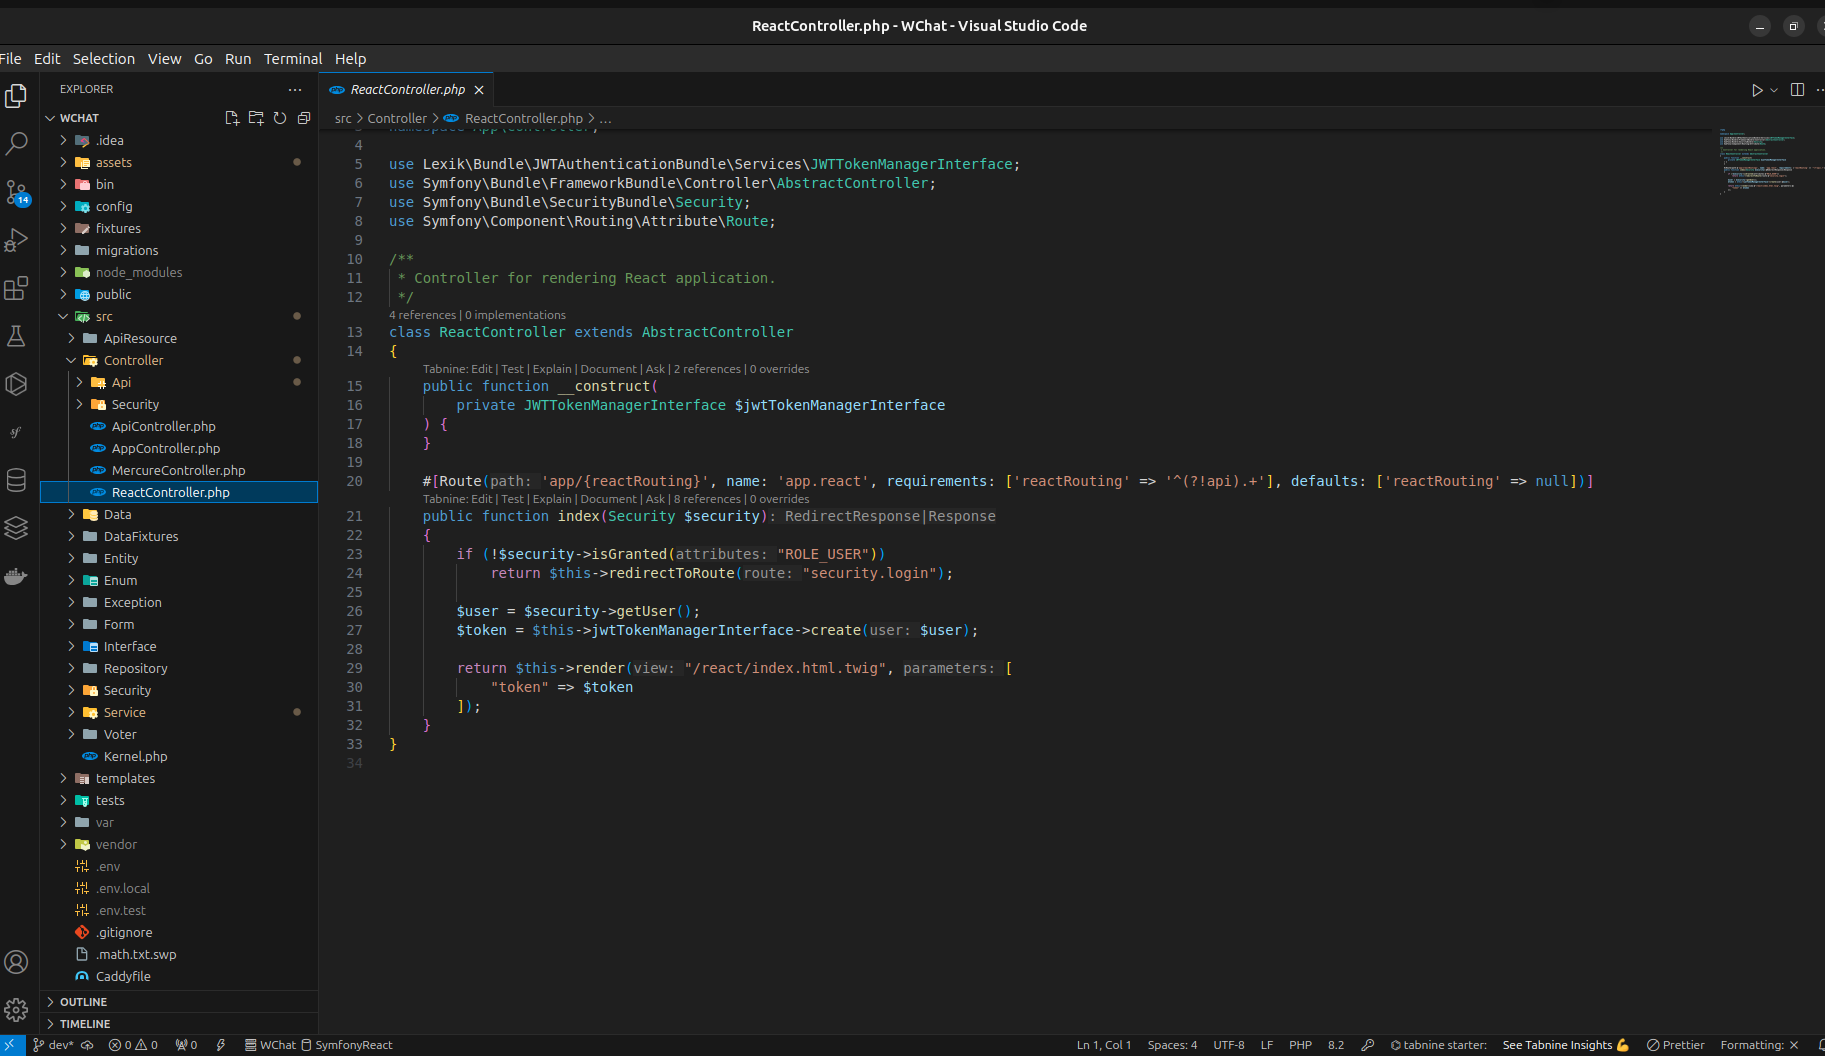 ReactController.php - WChat - Visual Studio Code
File Edit Selection View Go Run Terminal Help
EXPLORER
WCHAT
.idea
assets
bin
config
fixtures
migrations
node_modules
public
src
ApiResource
Controller
Api
Security
ApiController.php
AppController.php
MercureController.php
ReactController.php
Data
DataFixtures
Entity
Enum
Exception
Form
Interface
Repository
Security
Service
Voter
Kernel.php
templates
tests
var
vendor
.env
.env.local
.env.test
.gitignore
.math.txt.swp
Caddyfile
OUTLINE
TIMELINE
14
ReactController.php
src > Controller > ReactController.php > ...
3 namespace App\Controller;
4
5 use Lexik\Bundle\JWTAuthenticationBundle\Services\JWTTokenManagerInterface;
6 use Symfony\Bundle\FrameworkBundle\Controller\AbstractController;
7 use Symfony\Bundle\SecurityBundle\Security;
8 use Symfony\Component\Routing\Attribute\Route;
9
10 /**
11 * Controller for rendering React application.
12 */
4 references | 0 implementations
13 class ReactController extends AbstractController
14 {
Tabnine: Edit | Test | Explain | Document | Ask | 2 references | 0 overrides
15 public function __construct(
16 private JWTTokenManagerInterface $jwtTokenManagerInterface
17 ) {
18 }
19
20 #[Route(path: 'app/{reactRouting}', name: 'app.react', requirements: ['reactRouting' => '^(?!api).+'], defaults: ['reactRouting' => null])]
Tabnine: Edit | Test | Explain | Document | Ask | 8 references | 0 overrides
21 public function index(Security $security): RedirectResponse|Response
22 {
23 if (!$security->isGranted(attributes: "ROLE_USER"))
24 return $this->redirectToRoute(route: "security.login");
25
26 $user = $security->getUser();
27 $token = $this->jwtTokenManagerInterface->create(user: $user);
28
29 return $this->render(view: "/react/index.html.twig", parameters: [
30 "token" => $token
31 ]);
32 }
33 }
34
dev* 0 0 0 WChat SymfonyReact Ln 1, Col 1 Spaces: 4 UTF-8 LF PHP 8.2 tabnine starter: See Tabnine Insights 💪 Prettier Formatting: ×